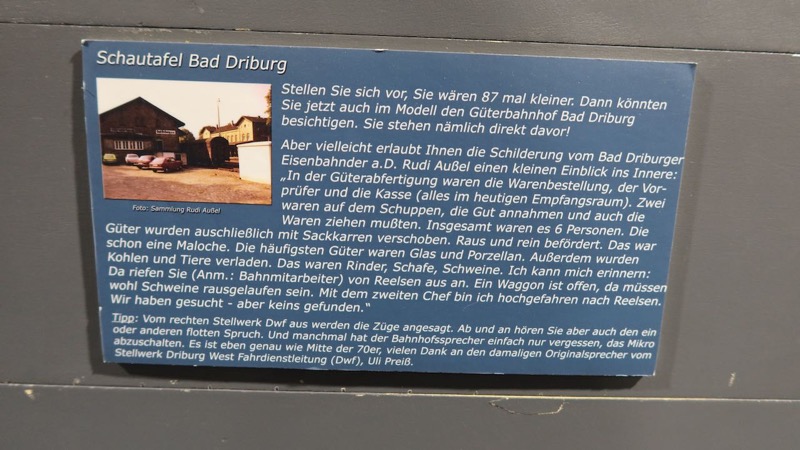 Schautafel Bad Driburg
Stellen Sie sich vor, Sie wären 87 mal kleiner. Dann könnten
Sie jetzt auch im Modell den Güterbahnhof Bad Driburg
besichtigen. Sie stehen nämlich direkt davor!
Aber vielleicht erlaubt Ihnen die Schilderung vom Bad Driburger
Eisenbahnder a.D. Rudi Außel einen kleinen Einblick ins Innere:
„In der Güterabfertigung waren die Warenbestellung, der Vor-
prüfer und die Kasse (alles im heutigen Empfangsraum). Zwei
waren auf dem Schuppen, die Gut annahmen und auch die
Waren ziehen mußten. Insgesamt waren es 6 Personen. Die
Foto: Sammlung Rudi Außel
Güter wurden auschließlich mit Sackkarren verschoben. Raus und rein befördert. Das war
schon eine Maloche. Die häufigsten Güter waren Glas und Porzellan. Außerdem wurden
Kohlen und Tiere verladen. Das waren Rinder, Schafe, Schweine. Ich kann mich erinnern:
Da riefen Sie (Anm.: Bahnmitarbeiter) von Reelsen aus an. Ein Waggon ist offen, da müssen
wohl Schweine rausgelaufen sein. Mit dem zweiten Chef bin ich hochgefahren nach Reelsen.
Wir haben gesucht - aber keins gefunden.“
Tipp: Vom rechten Stellwerk Dwf aus werden die Züge angesagt. Ab und an hören Sie aber auch den ein
oder anderen flotten Spruch. Und manchmal hat der Bahnhofssprecher einfach nur vergessen, das Mikro
abzuschalten. Es ist eben genau wie Mitte der 70er, vielen Dank an den damaligen Originalsprecher vom
Stellwerk Driburg West Fahrdienstleitung (Dwf), Uli Preiß.